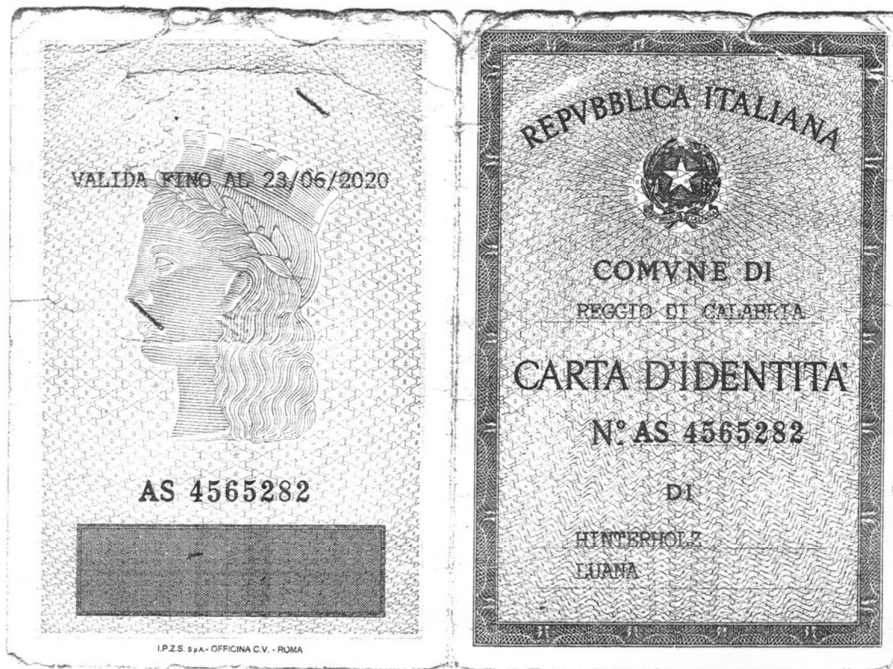 VALIDA FINO AL 23/06/2020
AS 4565282
I.P.Z.S. S.p.A. - OFFICINA C.V. - ROMA
REPVBBLICA ITALIANA
COMVNE DI
REGGIO DI CALABRIA
CARTA D'IDENTITA'
N.º AS 4565282
DI
HINTERHOLZ
LUANA